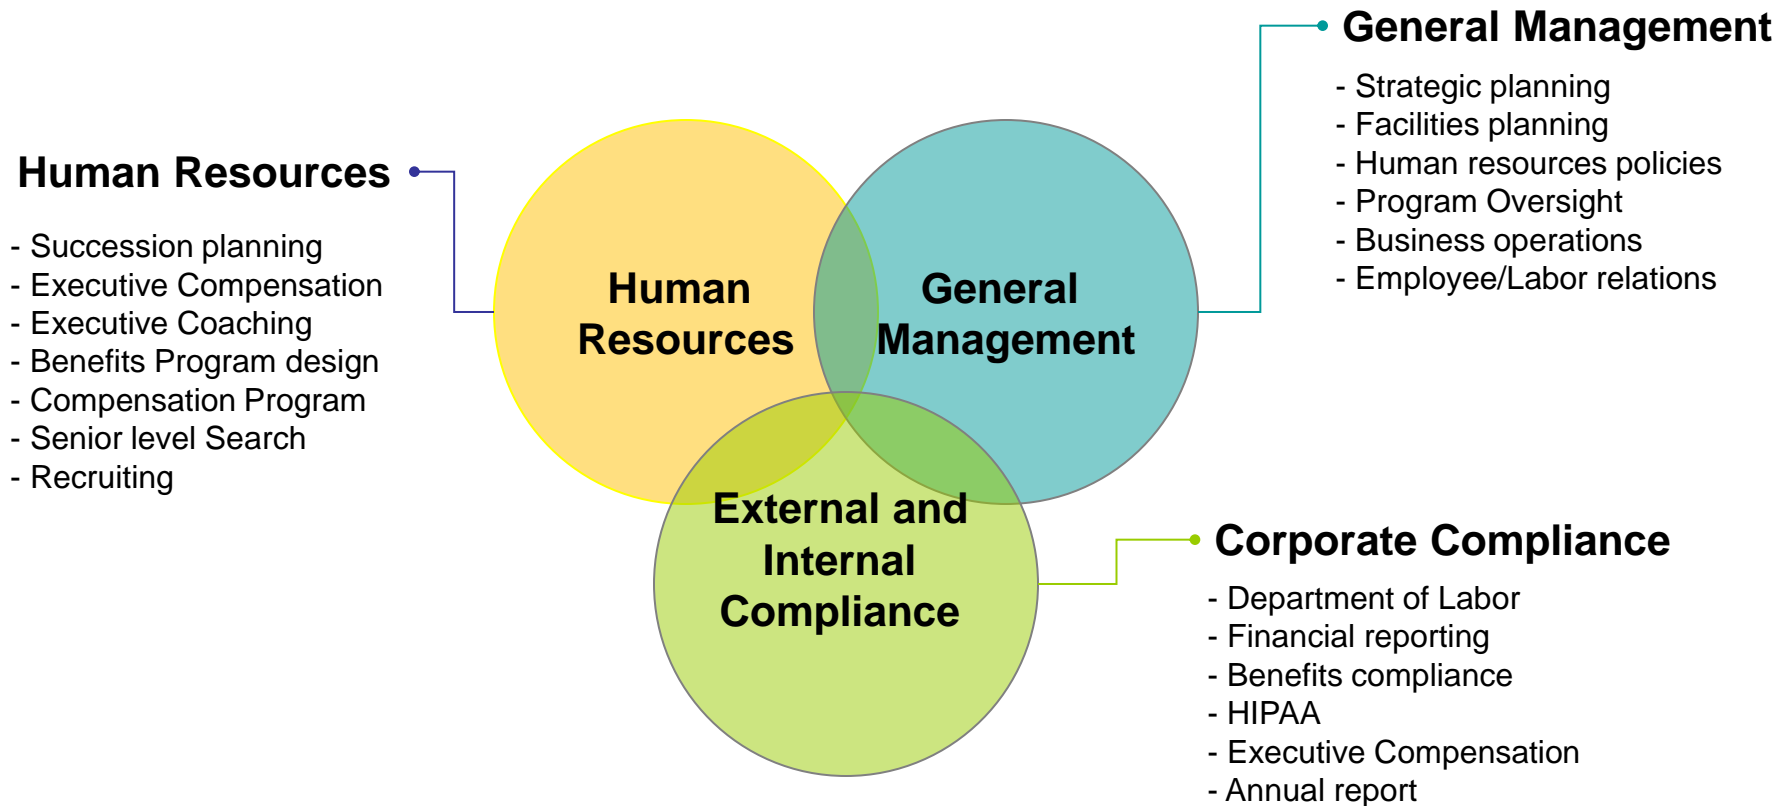 General Management
- Strategic planning
- Facilities planning
- Human resources policies
- Program Oversight
- Business operations
- Employee/Labor relations
Human Resources
- Succession planning
- Executive Compensation
- Executive Coaching
- Benefits Program design
- Compensation Program
- Senior level Search
- Recruiting
Human
Resources
General
Management
External and
Internal
Compliance
Corporate Compliance
- Department of Labor
- Financial reporting
- Benefits compliance
- HIPAA
- Executive Compensation
- Annual report